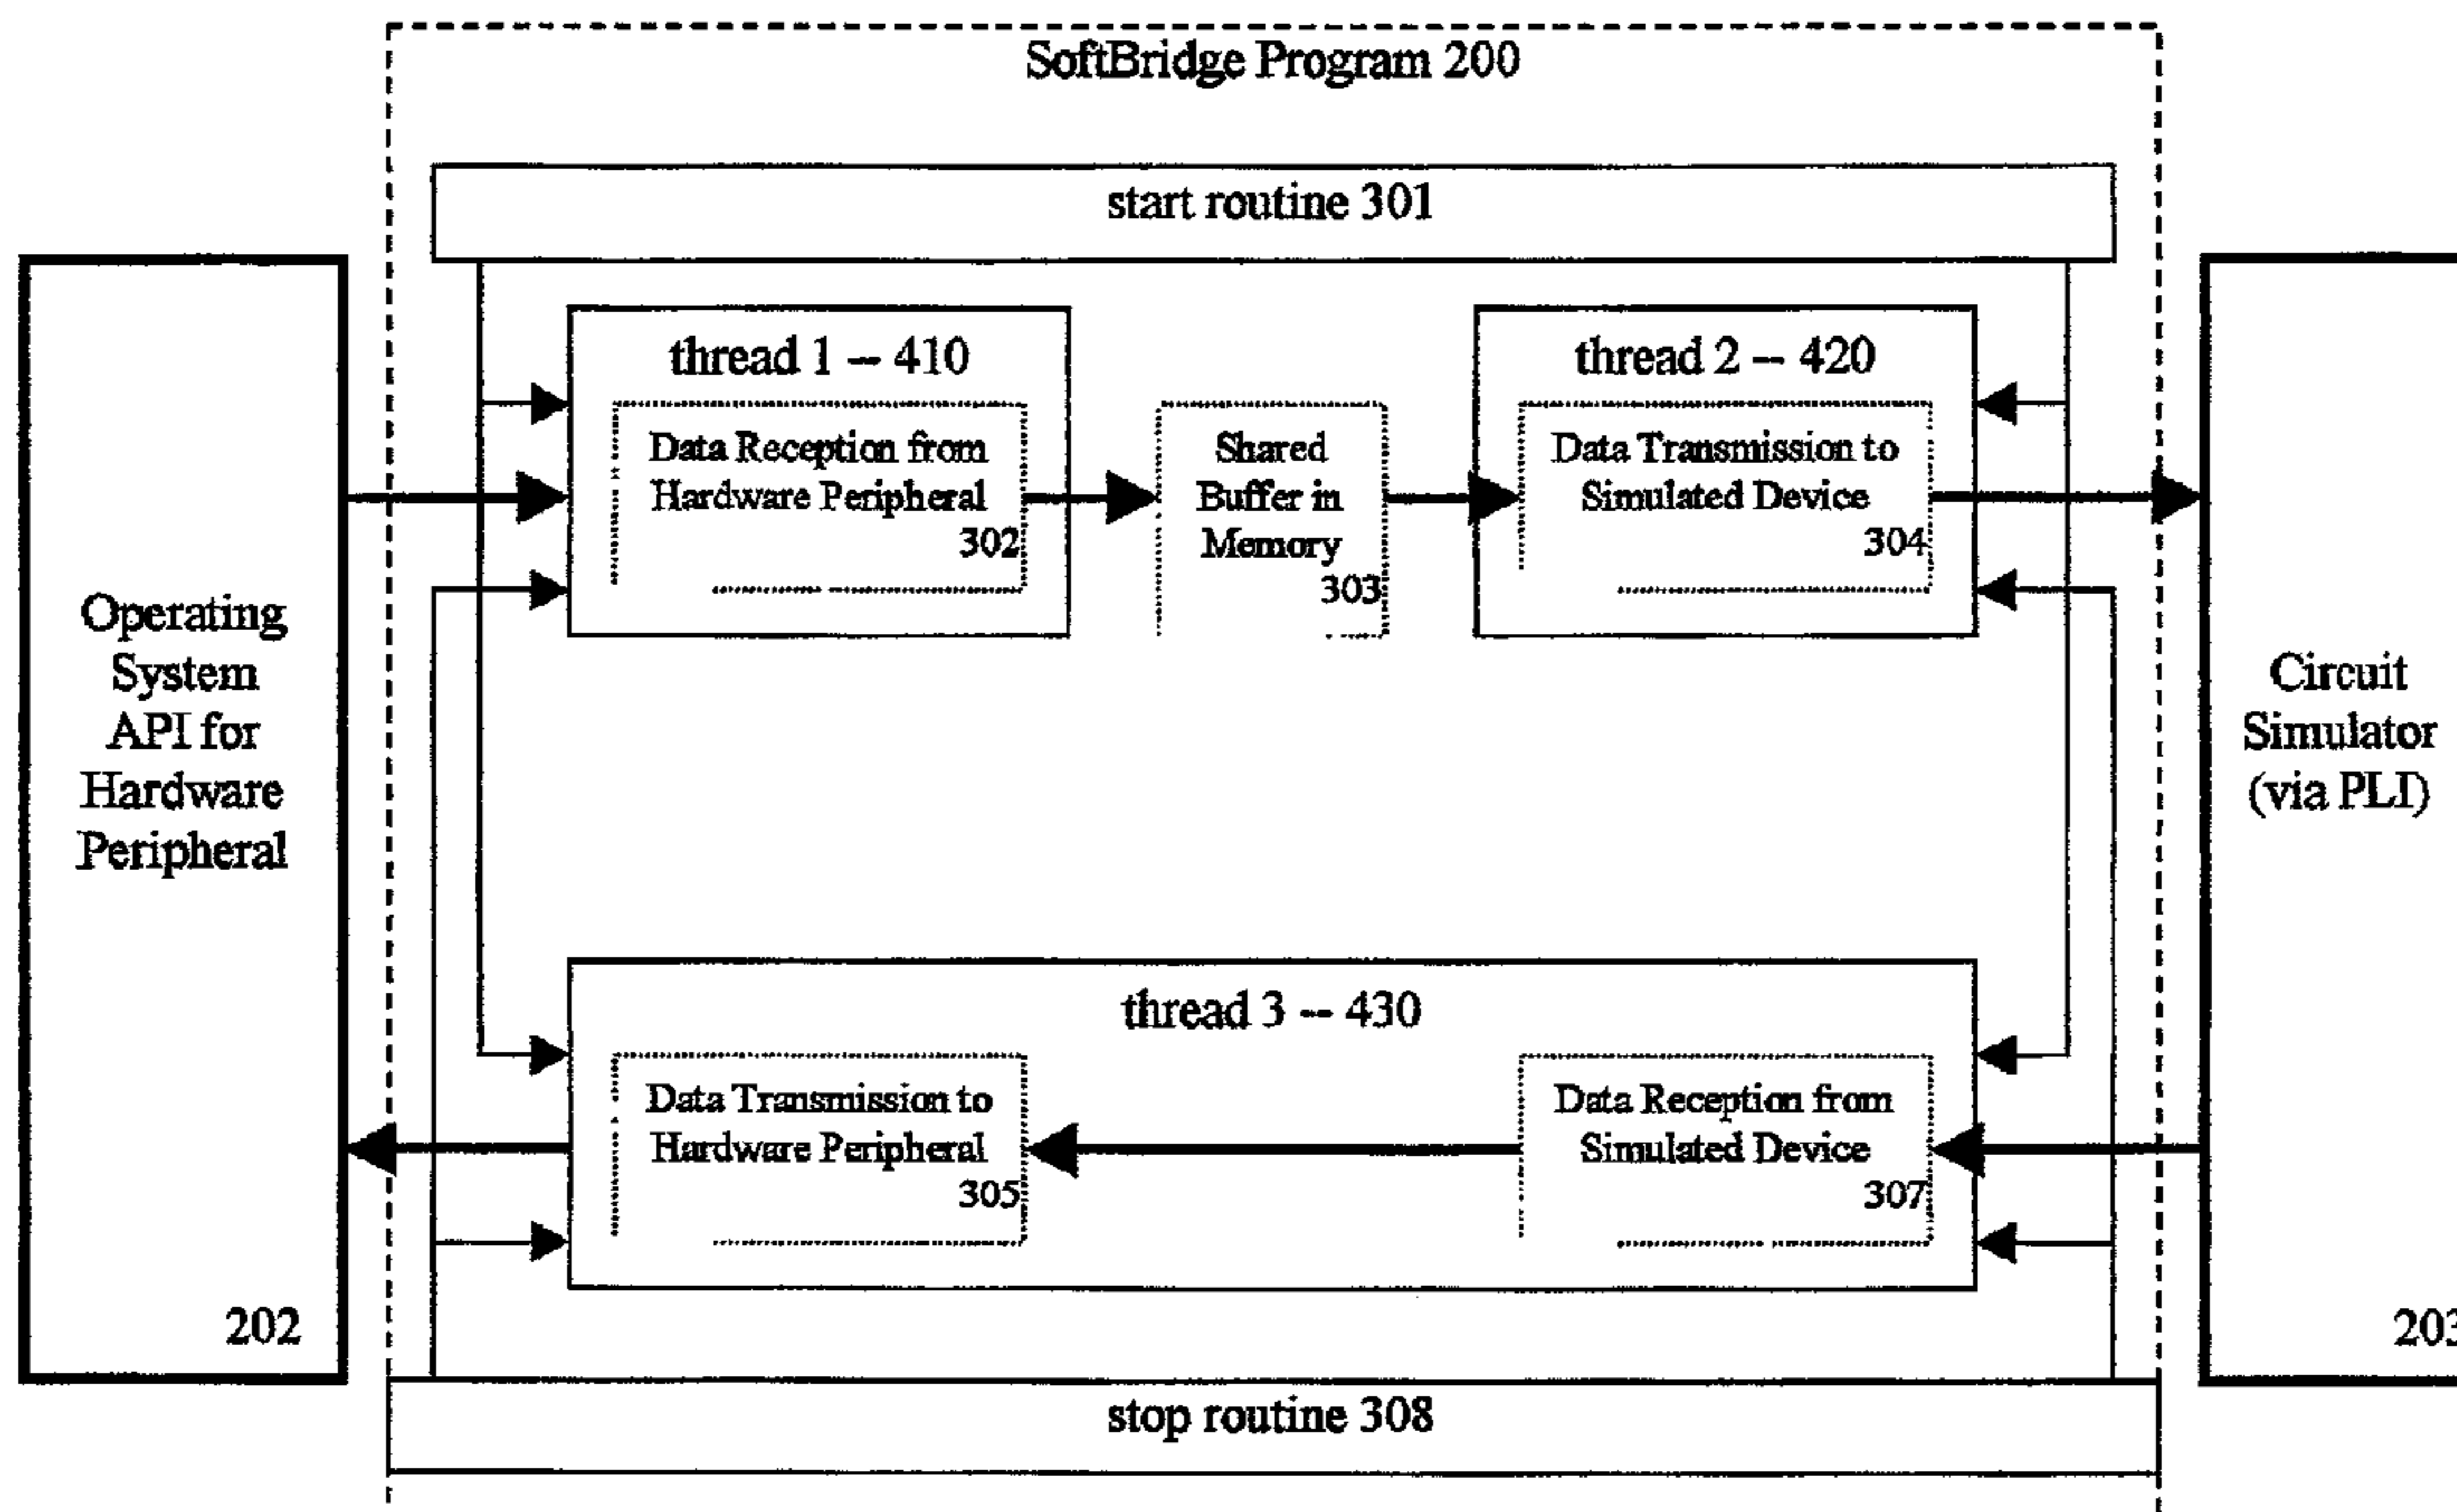 SoftBridge Program 200
start routine 301
thread 1 -- 410
Data Reception from
Hardware Peripheral
302
Shared
Buffer in
Memory
303
thread 2 -- 420
Data Transmission to
Simulated Device
304
Operating
System
API for
Hardware
Peripheral
202
Circuit
Simulator
(via PLI)
203
thread 3 -- 430
Data Transmission to
Hardware Peripheral
305
Data Reception from
Simulated Device
307
stop routine 308